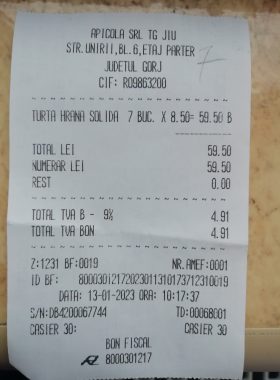 APICOLA SRL TG JIU
STR.UNIRII,BL.6,ETAJ PARTER
JUDETUL GORJ
CIF: RO9863200
7
TURTA HRANA SOLIDA 7 BUC. X 8.50= 59.50 B
TOTAL LEI 59.50
NUMERAR LEI 59.50
REST 0.00
TOTAL TVA B - 9% 4.91
TOTAL TVA BON 4.91
Z:1231 BF:0019 NR.AMEF:0001
ID BF:
DATA: 13-01-2023 ORA: 10:17:37
S/N:DB4200067744 TD:00068001
CASIER 30: CASIER 30
BON FISCAL
8000301217